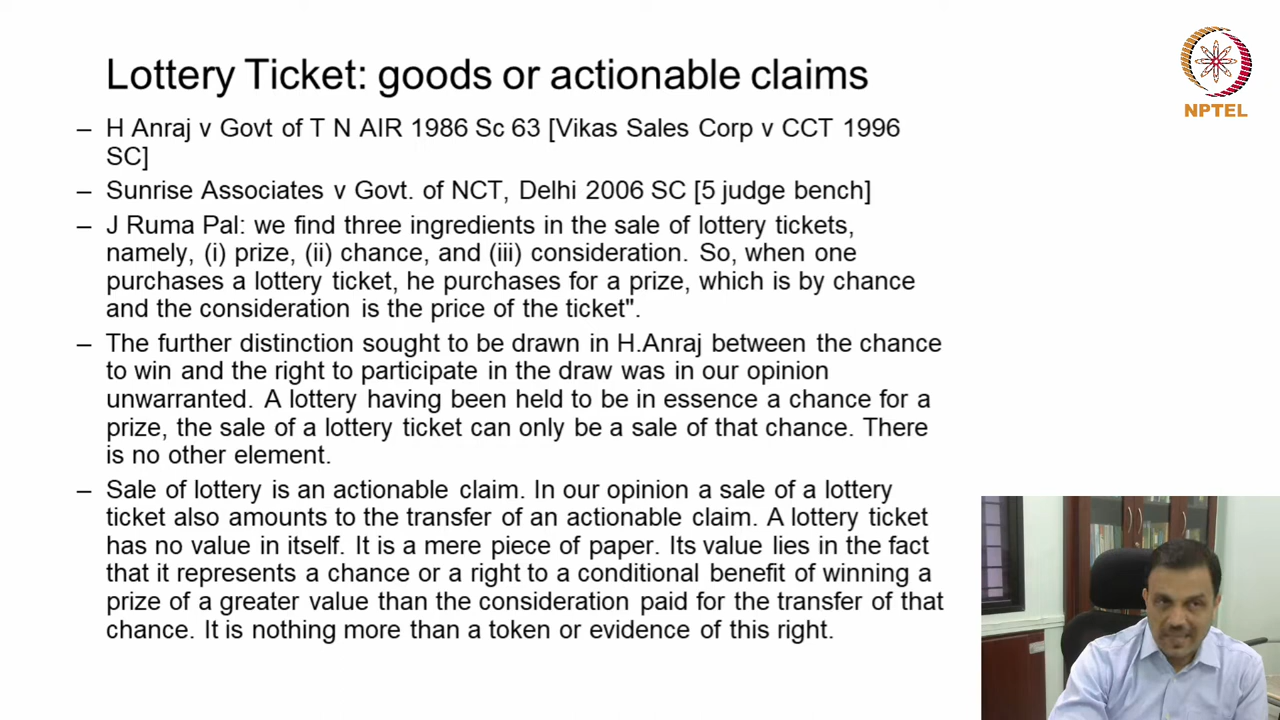 Lottery Ticket: goods or actionable claims
NPTEL
– H Anraj v Govt of T N AIR 1986 Sc 63 [Vikas Sales Corp v CCT 1996
SC]
– Sunrise Associates v Govt. of NCT, Delhi 2006 SC [5 judge bench]
– J Ruma Pal: we find three ingredients in the sale of lottery tickets,
namely, (i) prize, (ii) chance, and (iii) consideration. So, when one
purchases a lottery ticket, he purchases for a prize, which is by chance
and the consideration is the price of the ticket".
– The further distinction sought to be drawn in H.Anraj between the chance
to win and the right to participate in the draw was in our opinion
unwarranted. A lottery having been held to be in essence a chance for a
prize, the sale of a lottery ticket can only be a sale of that chance. There
is no other element.
– Sale of lottery is an actionable claim. In our opinion a sale of a lottery
ticket also amounts to the transfer of an actionable claim. A lottery ticket
has no value in itself. It is a mere piece of paper. Its value lies in the fact
that it represents a chance or a right to a conditional benefit of winning a
prize of a greater value than the consideration paid for the transfer of that
chance. It is nothing more than a token or evidence of this right.